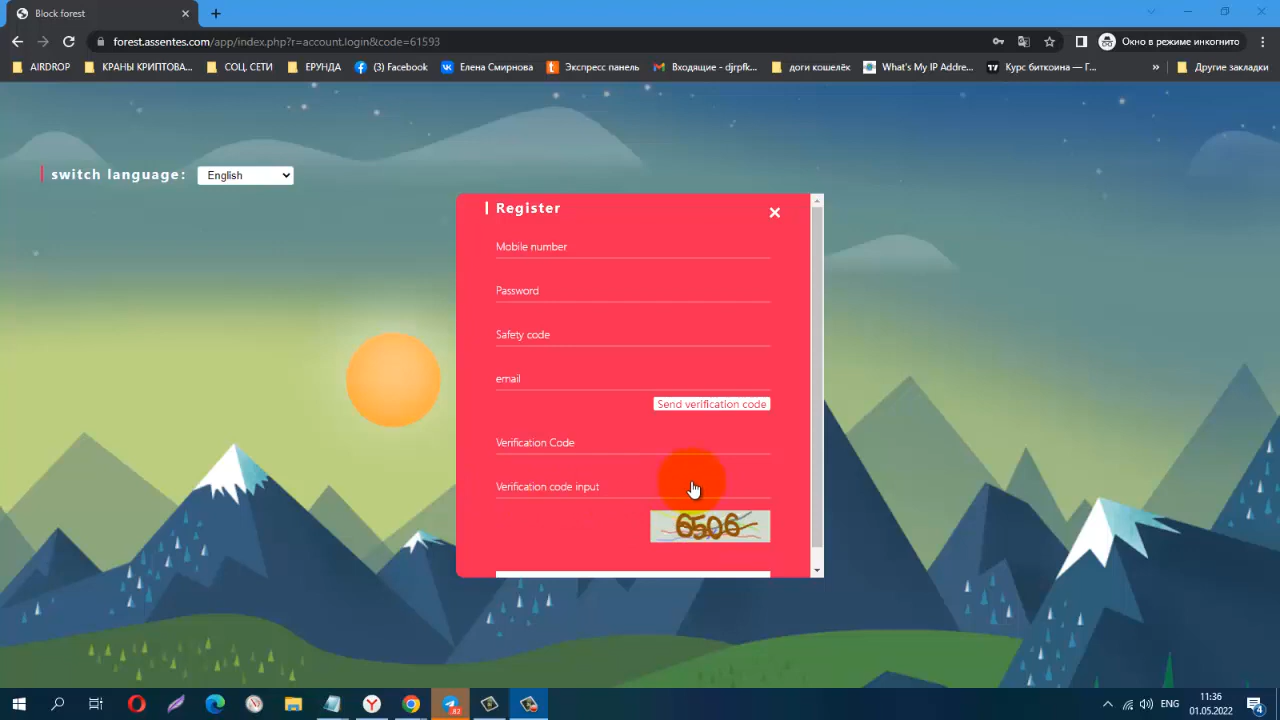 Block forest
forest.assentes.com/app/index.php?r=account.login&code=61593
Окно в режиме инкогнито
AIRDROP
КРАНЫ КРИПТОВА...
СОЦ. СЕТИ
ЕРУНДА
(3) Facebook
Елена Смирнова
Экспресс панель
Входящие - djrpfk...
доги кошелёк
What's My IP Addre...
Курс биткоина — Г...
»
Другие закладки
switch language:
English
Register
Mobile number
Password
Safety code
email
Send verification code
Verification Code
Verification code input
6506
82
ENG
11:36
01.05.2022
4